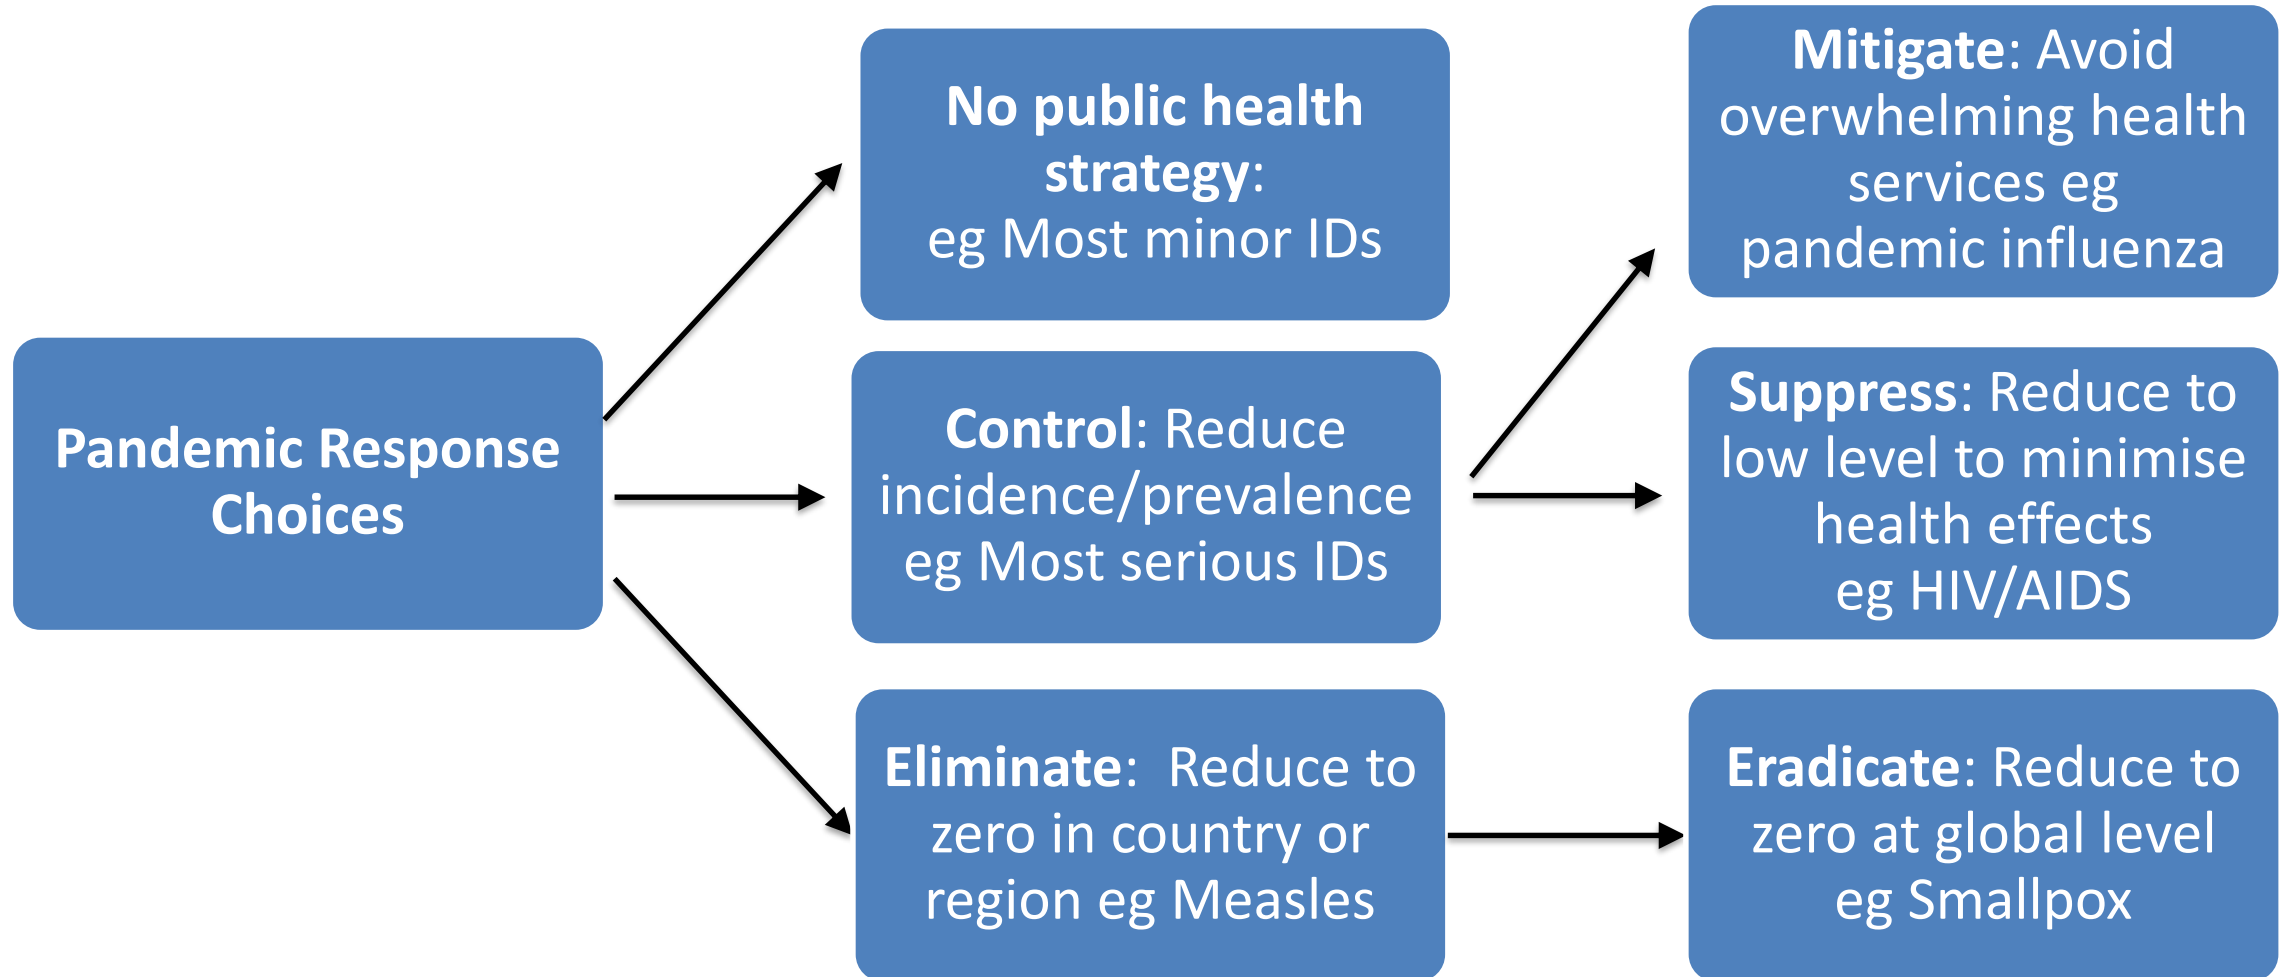 Pandemic Response
Choices
No public health
strategy:
eg Most minor IDs
Control: Reduce
incidence/prevalence
eg Most serious IDs
Eliminate:  Reduce to
zero in country or
region eg Measles
Mitigate: Avoid
overwhelming health
services eg
pandemic influenza
Suppress: Reduce to
low level to minimise
health effects
eg HIV/AIDS
Eradicate: Reduce to
zero at global level
eg Smallpox